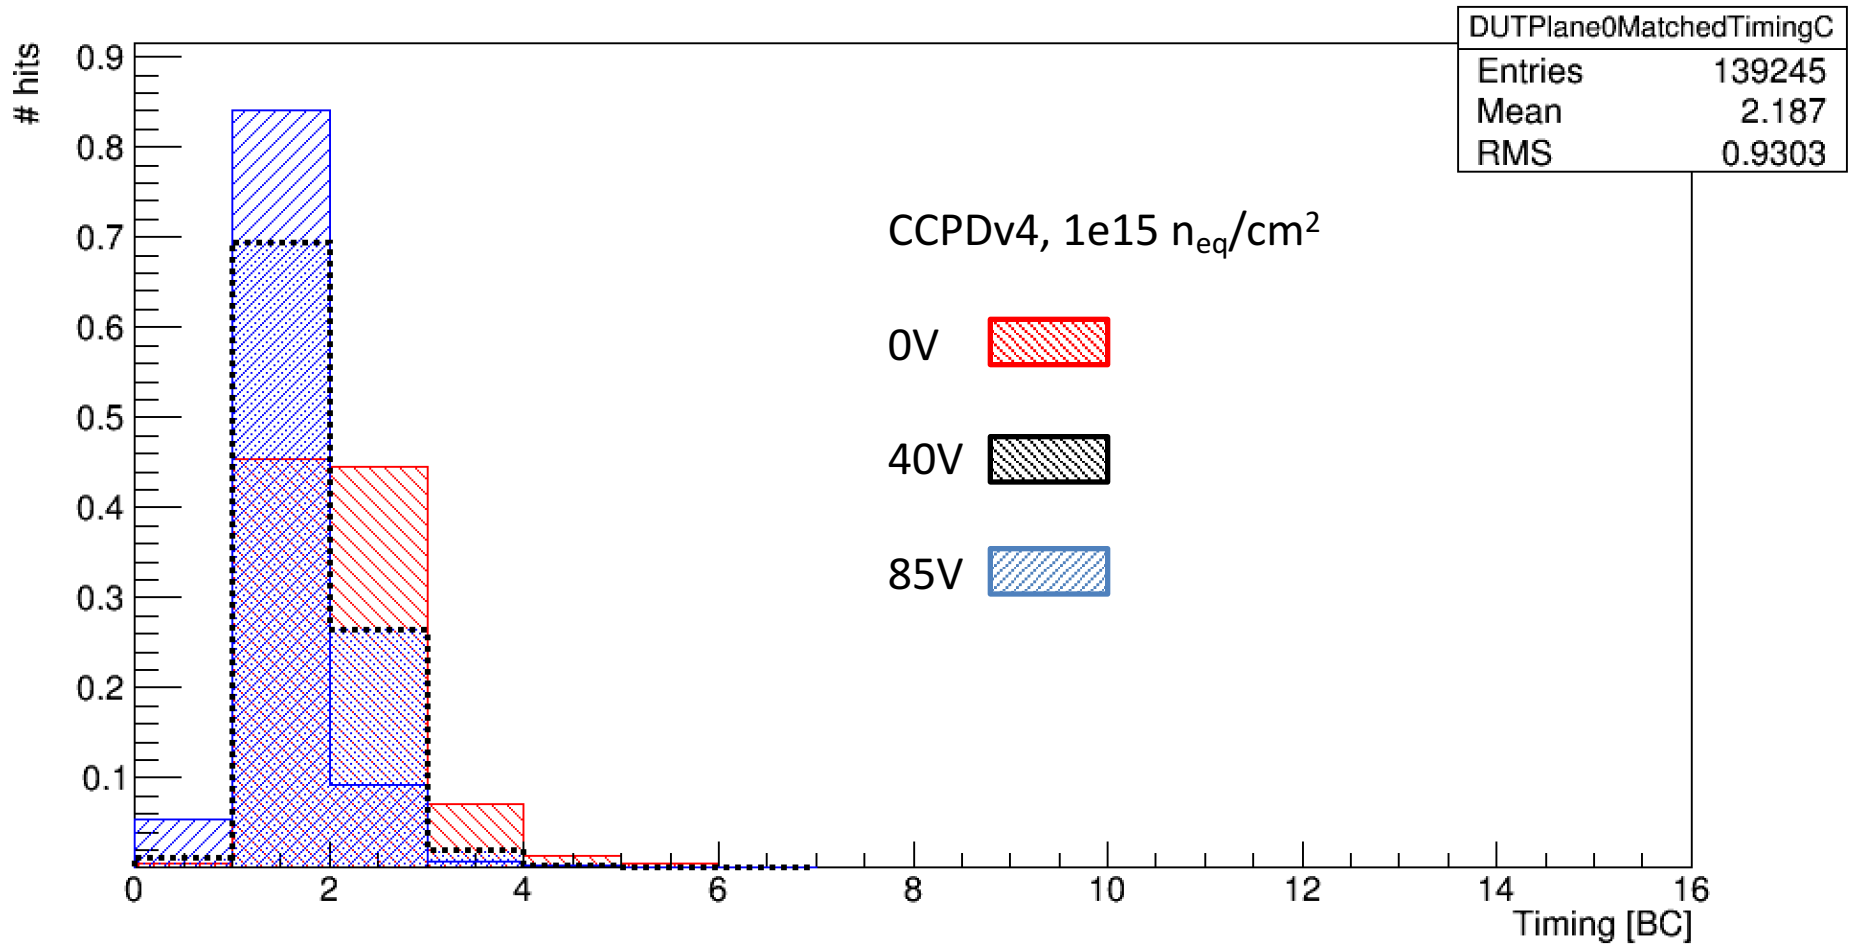 DUTPlane0MatchedTimingC
Entries 139245
Mean 2.187
RMS 0.9303
# hits
0.9
0.8
0.7
0.6
0.5
0.4
0.3
0.2
0.1
CCPDv4, 1e15 nₑq/cm²
0V
40V
85V
0 2 4 6 8 10 12 14 16
Timing [BC]